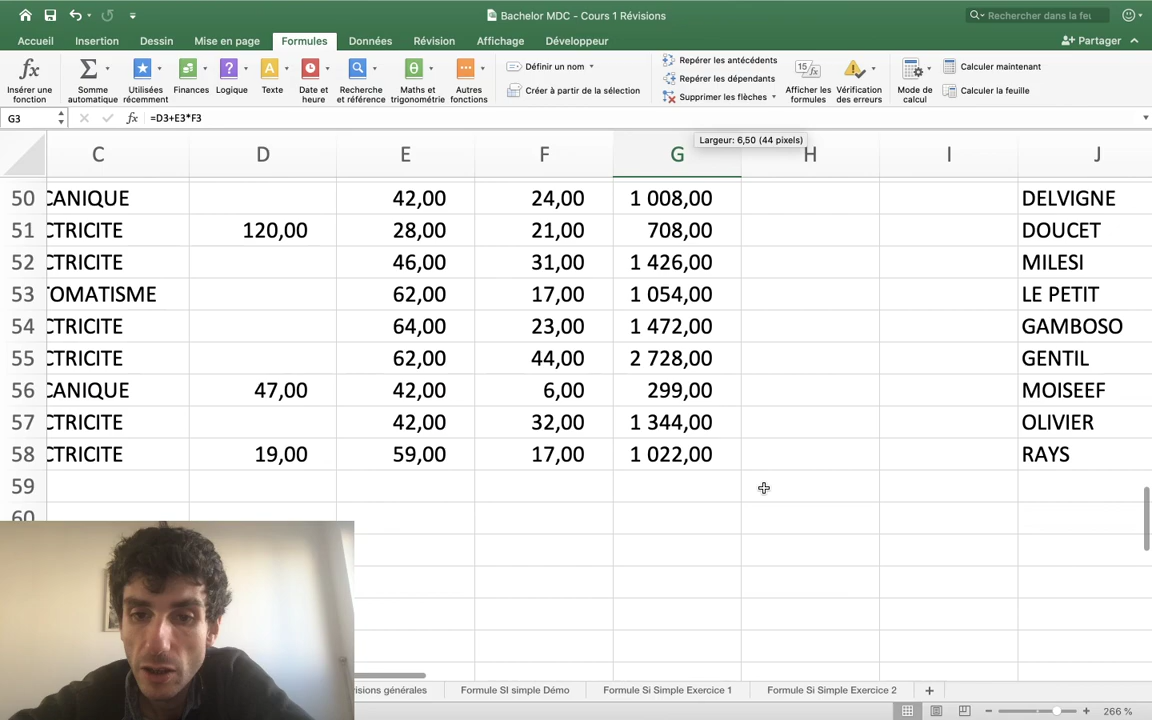 Bachelor MDC - Cours 1 Révisions
Accueil Insertion Dessin Mise en page Formules Données Révision Affichage Développeur Partager
Insérer une fonction
Somme automatique
Utilisées récemment
Finances
Logique
Texte
Date et heure
Recherche et référence
Maths et trigonométrie
Autres fonctions
Définir un nom
Créer à partir de la sélection
Repérer les antécédents
Repérer les dépendants
Supprimer les flèches
Afficher les formules
Vérification des erreurs
Mode de calcul
Calculer maintenant
Calculer la feuille
G3 fx =D3+E3*F3
Largeur: 6,50 (44 pixels)
C D E F G H I J
50 CANIQUE 42,00 24,00 1 008,00 DELVIGNE
51 CTRICITE 120,00 28,00 21,00 708,00 DOUCET
52 CTRICITE 46,00 31,00 1 426,00 MILESI
53 TOMATISME 62,00 17,00 1 054,00 LE PETIT
54 CTRICITE 64,00 23,00 1 472,00 GAMBOSO
55 CTRICITE 62,00 44,00 2 728,00 GENTIL
56 CANIQUE 47,00 42,00 6,00 299,00 MOISEEF
57 CTRICITE 42,00 32,00 1 344,00 OLIVIER
58 CTRICITE 19,00 59,00 17,00 1 022,00 RAYS
59
60
isions générales Formule SI simple Démo Formule Si Simple Exercice 1 Formule Si Simple Exercice 2
266 %